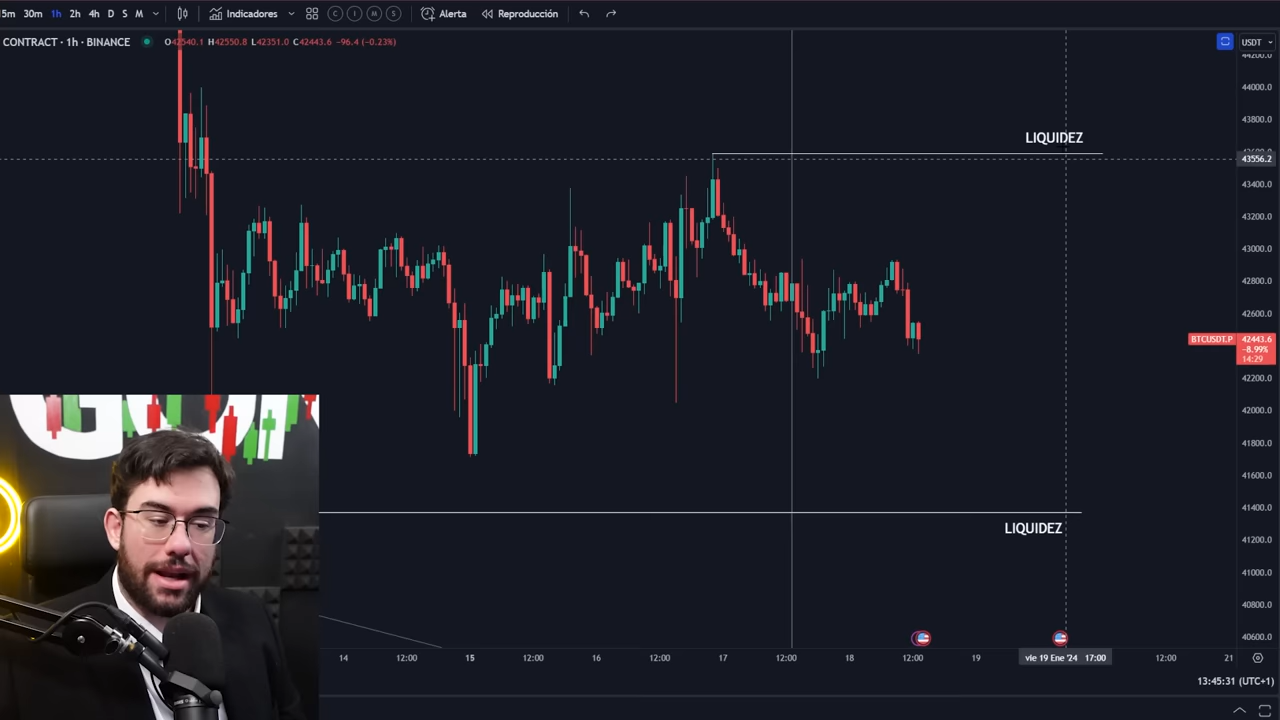 15m 30m 1h 2h 4h D S M Indicadores C I M S Alerta Reproducción
CONTRACT · 1h · BINANCE O42540.1 H42550.8 L42351.0 C42443.6 −96.4 (−0.23%)
USDT
44200.0
44000.0
43800.0
LIQUIDEZ
43556.2
43400.0
43200.0
43000.0
42800.0
42600.0
BTCUSDT.P 42443.6
−8.99%
14:29
42200.0
42000.0
41800.0
41600.0
41400.0
LIQUIDEZ
41200.0
41000.0
40800.0
40600.0
14 12:00 15 12:00 16 12:00 17 12:00 18 12:00 19 vie 19 Ene '24 17:00 12:00 21
13:45:31 (UTC+1)